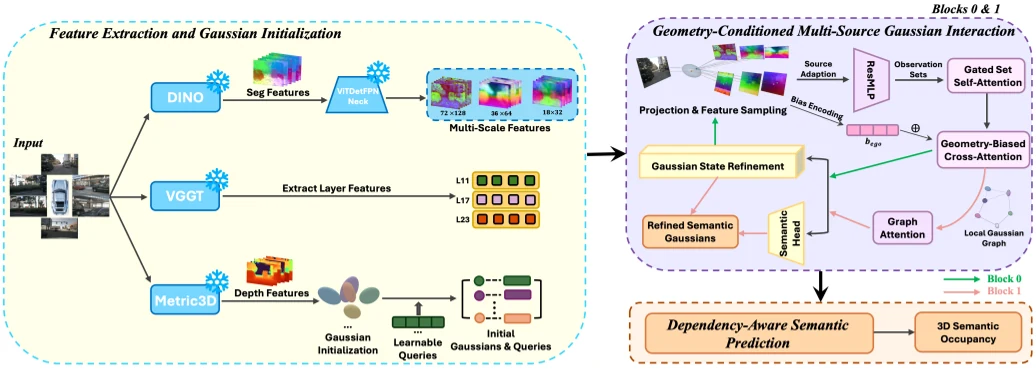 Feature Extraction and Gaussian Initialization
Input
DINO
Seg Features
ViTDetFPN
Neck
72×128
36×64
18×32
Multi-Scale Features
VGGT
Extract Layer Features
L11
L17
L23
Metric3D
Depth Features
...
Gaussian
Initialization
...
Learnable
Queries
...
Initial
Gaussians & Queries
Blocks 0 & 1
Geometry-Conditioned Multi-Source Gaussian Interaction
Projection & Feature Sampling
Source
Adaption
ResMLP
Observation
Sets
Gated Set
Self-Attention
Bias Encoding
b_ego
⊕
Geometry-Biased
Cross-Attention
Gaussian State Refinement
Refined Semantic
Gaussians
Semantic
Head
Graph
Attention
Local Gaussian
Graph
Block 0
Block 1
Dependency-Aware Semantic
Prediction
3D Semantic
Occupancy